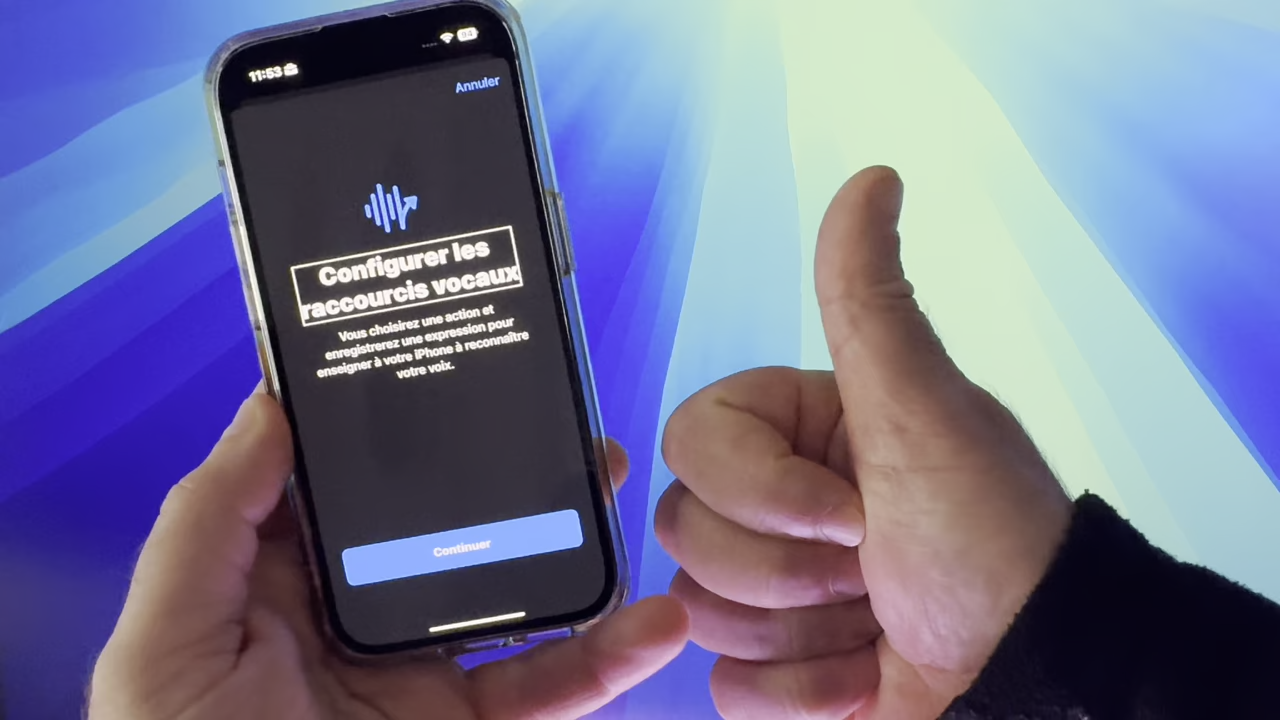 11:53
94
Annuler
Configurer les
raccourcis vocaux
Vous choisirez une action et
enregistrerez une expression pour
enseigner à votre iPhone à reconnaître
votre voix.
Continuer